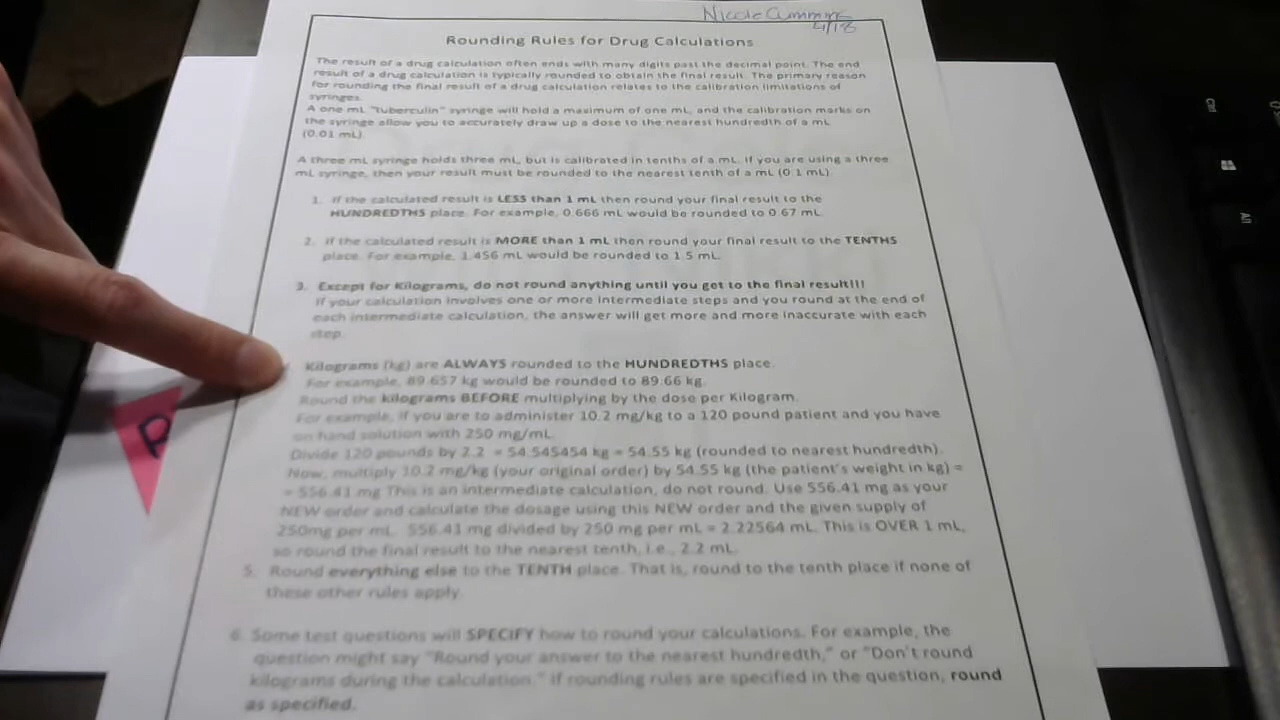 Nicole Cummins
4/18
Rounding Rules for Drug Calculations
The result of a drug calculation often ends with many digits past the decimal point. The end
result of a drug calculation is typically rounded to obtain the final result. The primary reason
for rounding the final result of a drug calculation relates to the calibration limitations of
syringes.
A one mL "tuberculin" syringe will hold a maximum of one mL, and the calibration marks on
the syringe allow you to accurately draw up a dose to the nearest hundredth of a mL
(0.01 mL).
A three mL syringe holds three mL, but is calibrated in tenths of a mL. If you are using a three
mL syringe, then your result must be rounded to the nearest tenth of a mL (0.1 mL)
1. If the calculated result is LESS than 1 mL then round your final result to the
HUNDREDTHS place. For example, 0.666 mL would be rounded to 0.67 mL.
2. If the calculated result is MORE than 1 mL then round your final result to the TENTHS
place. For example, 1.456 mL would be rounded to 1.5 mL.
3. Except for Kilograms, do not round anything until you get to the final result!!!
If your calculation involves one or more intermediate steps and you round at the end of
each intermediate calculation, the answer will get more and more inaccurate with each
step.
Kilograms (kg) are ALWAYS rounded to the HUNDREDTHS place.
For example, 89.657 kg would be rounded to 89.66 kg.
Round the kilograms BEFORE multiplying by the dose per Kilogram.
For example, if you are to administer 10.2 mg/kg to a 120 pound patient and you have
on hand solution with 250 mg/mL.
Divide 120 pounds by 2.2 = 54.545454 kg = 54.55 kg (rounded to nearest hundredth).
Now, multiply 10.2 mg/kg (your original order) by 54.55 kg (the patient's weight in kg) =
= 556.41 mg This is an intermediate calculation, do not round. Use 556.41 mg as your
NEW order and calculate the dosage using this NEW order and the given supply of
250mg per mL. 556.41 mg divided by 250 mg per mL = 2.22564 mL. This is OVER 1 mL,
so round the final result to the nearest tenth, i.e., 2.2 mL.
5. Round everything else to the TENTH place. That is, round to the tenth place if none of
these other rules apply.
6. Some test questions will SPECIFY how to round your calculations. For example, the
question might say "Round your answer to the nearest hundredth," or "Don't round
kilograms during the calculation." If rounding rules are specified in the question, round
as specified.
P
Ctrl
Alt